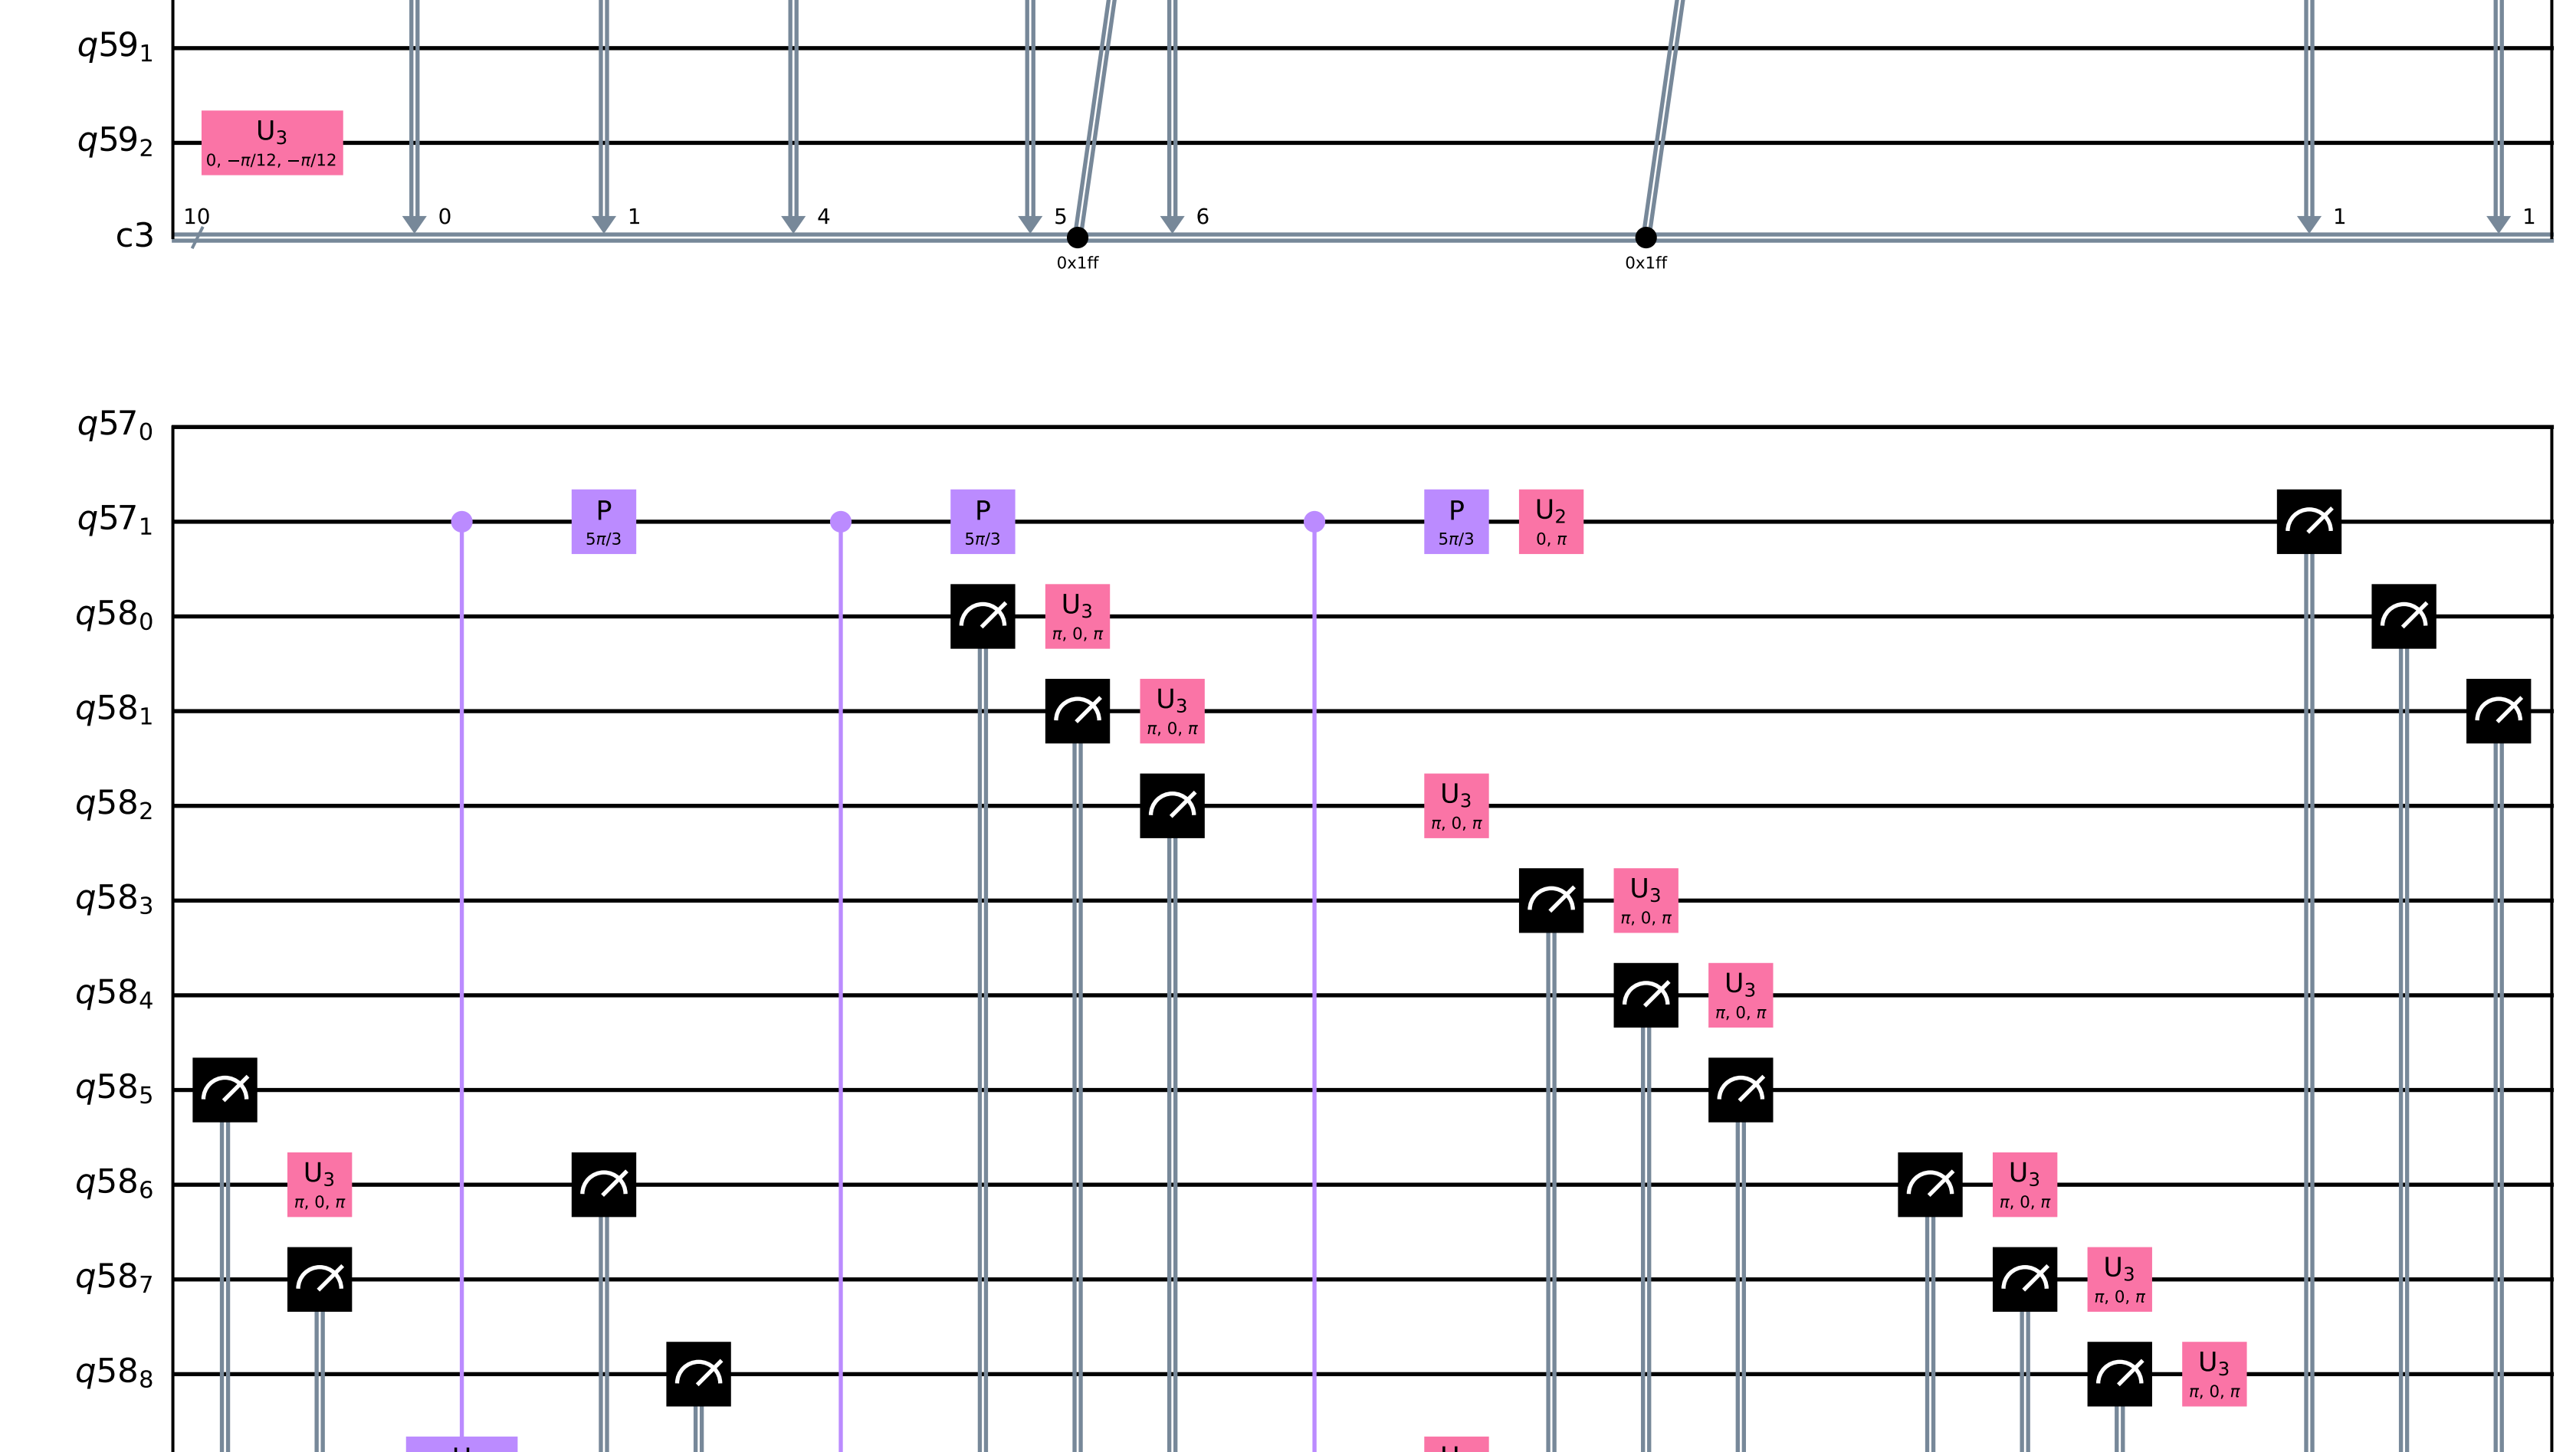 q59₁
q59₂
U₃
0, −π/12, −π/12
10
0
1
4
5
6
1
1
c3
0x1ff
0x1ff
q57₀
q57₁
P
5π/3
P
5π/3
P
5π/3
U₂
0, π
q58₀
U₃
π, 0, π
q58₁
U₃
π, 0, π
q58₂
U₃
π, 0, π
q58₃
U₃
π, 0, π
q58₄
U₃
π, 0, π
q58₅
q58₆
U₃
π, 0, π
U₃
π, 0, π
q58₇
U₃
π, 0, π
q58₈
U₃
π, 0, π